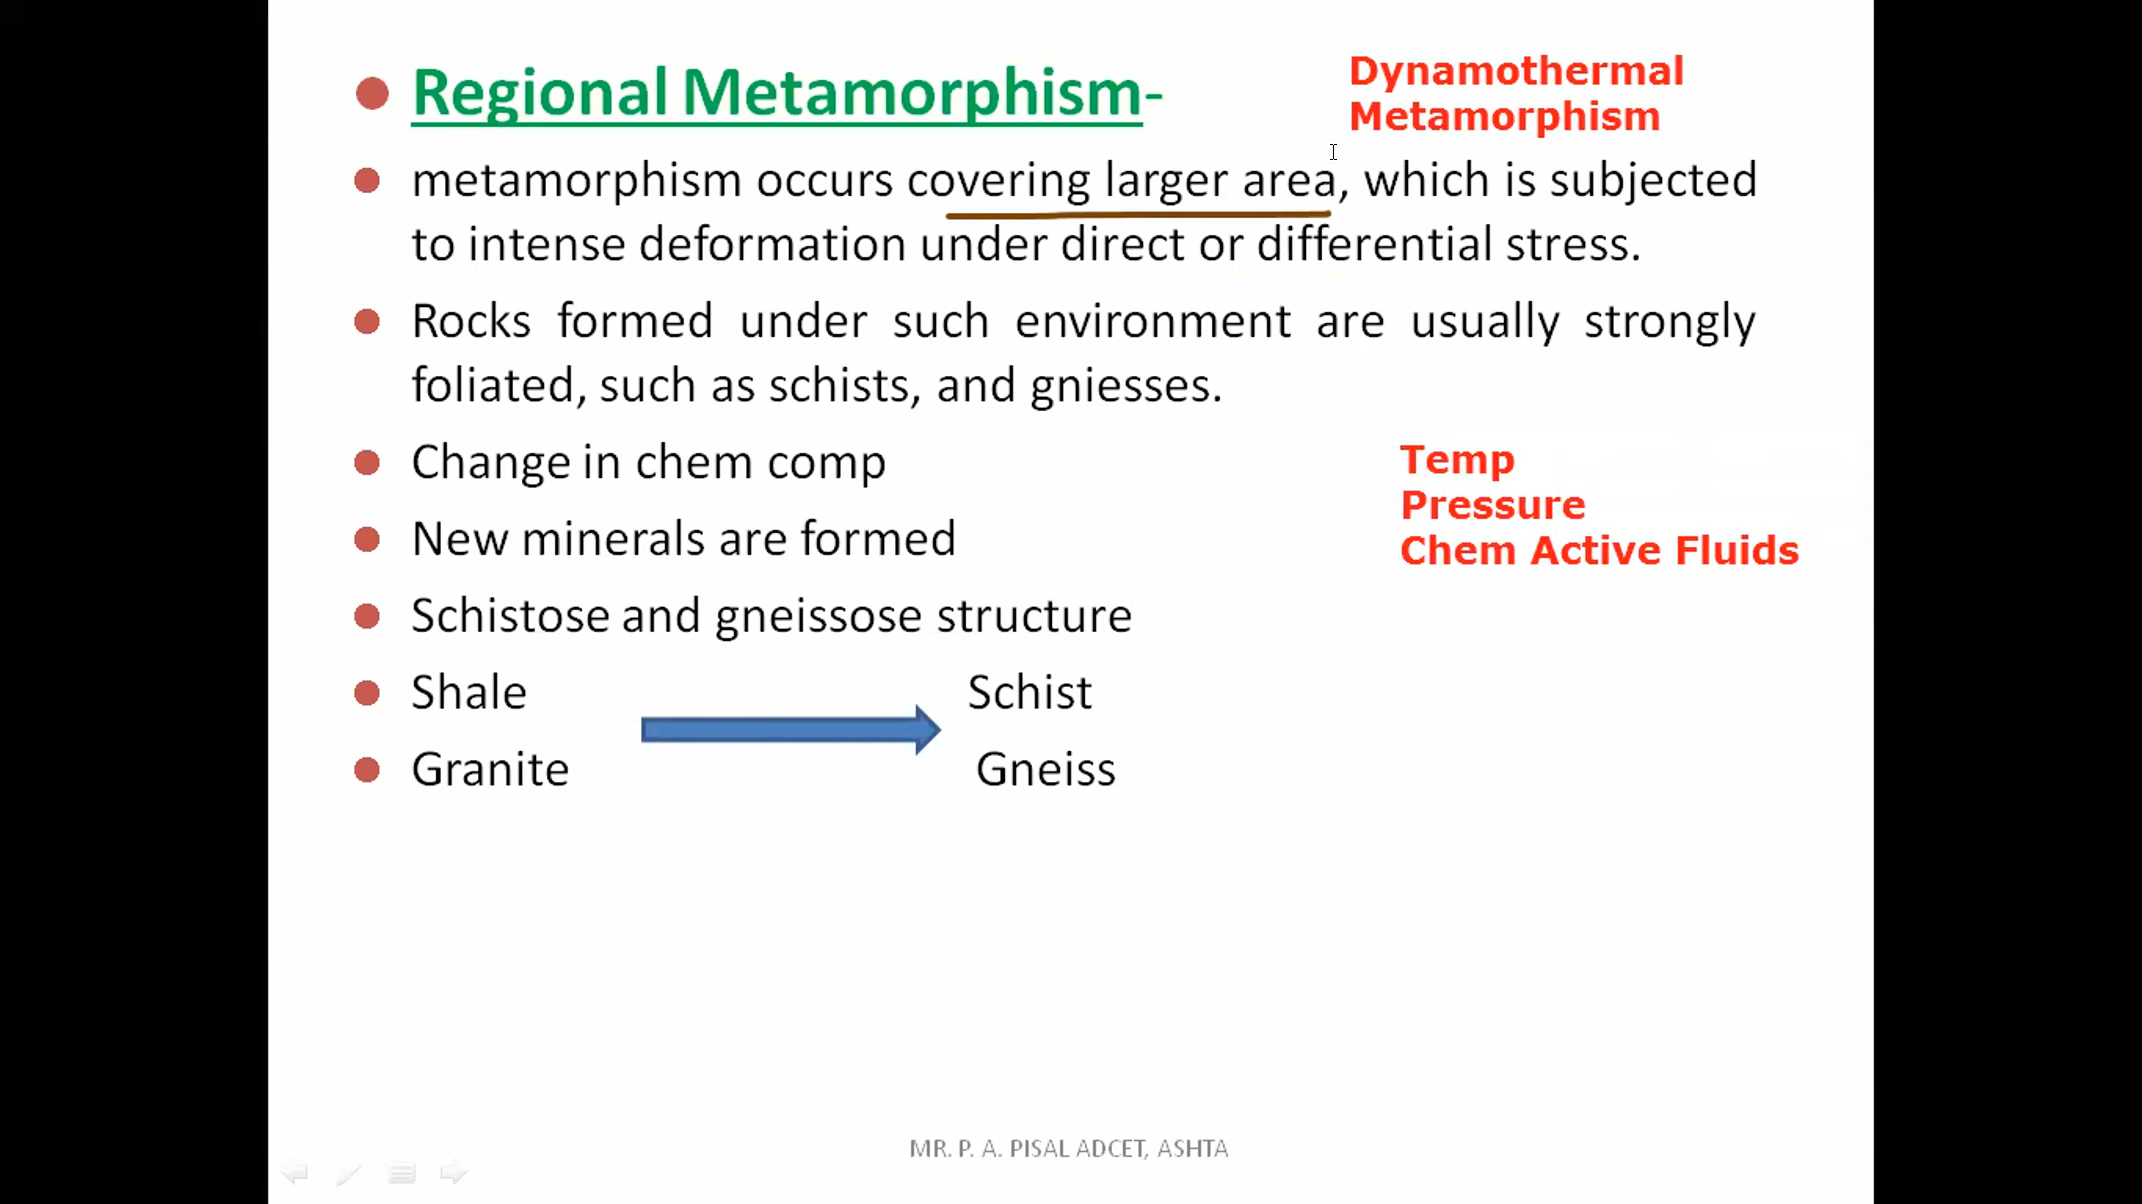 Regional Metamorphism-
Dynamothermal
Metamorphism
metamorphism occurs covering larger area, which is subjected
to intense deformation under direct or differential stress.
Rocks formed under such environment are usually strongly
foliated, such as schists, and gniesses.
Change in chem comp
New minerals are formed
Temp
Pressure
Chem Active Fluids
Schistose and gneissose structure
Shale Schist
Granite Gneiss
MR. P. A. PISAL ADCET, ASHTA